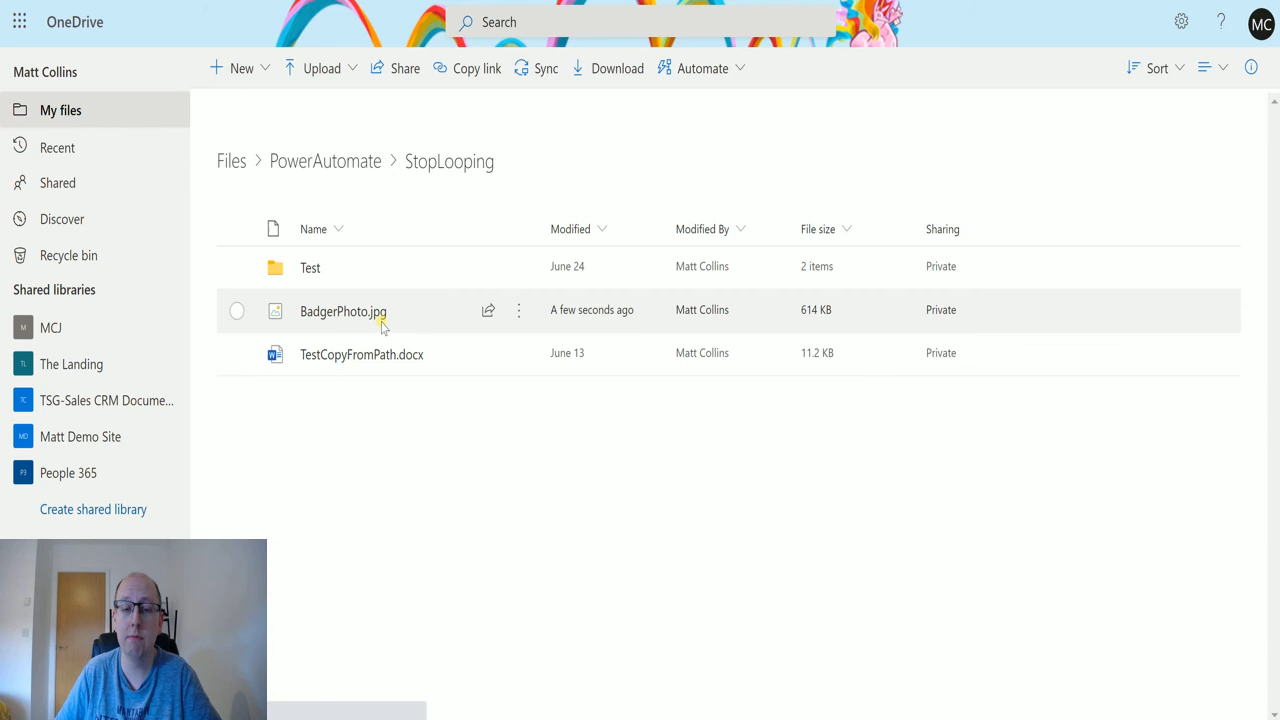 OneDrive
Search
MC
Matt Collins
New
Upload
Share
Copy link
Sync
Download
Automate
Sort
My files
Recent
Shared
Discover
Recycle bin
Shared libraries
M MCJ
TL The Landing
TC TSG-Sales CRM Docume...
MD Matt Demo Site
P3 People 365
Create shared library
Files > PowerAutomate > StopLooping
Name Modified Modified By File size Sharing
Test June 24 Matt Collins 2 items Private
BadgerPhoto.jpg A few seconds ago Matt Collins 614 KB Private
TestCopyFromPath.docx June 13 Matt Collins 11.2 KB Private